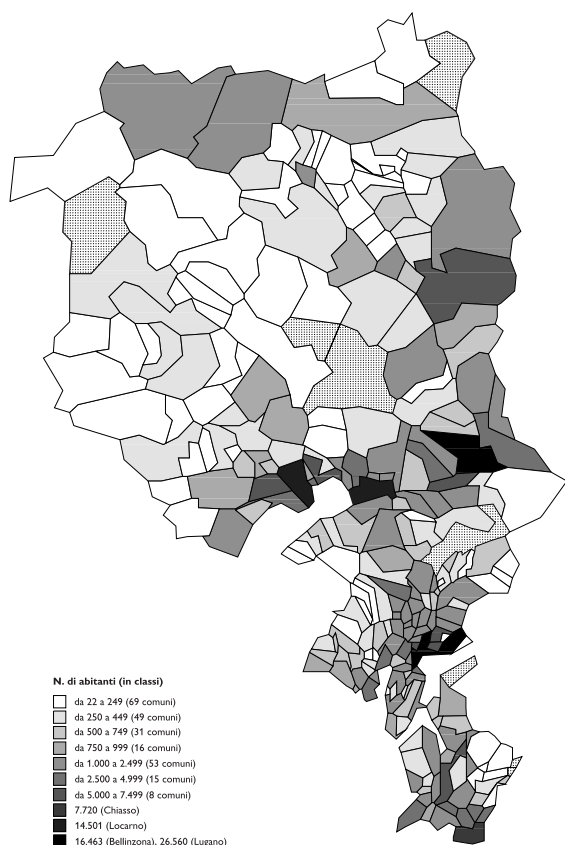 N. di abitanti (in classi)
da 22 a 249 (69 comuni)
da 250 a 449 (49 comuni)
da 500 a 749 (31 comuni)
da 750 a 999 (16 comuni)
da 1.000 a 2.499 (53 comuni)
da 2.500 a 4.999 (15 comuni)
da 5.000 a 7.499 (8 comuni)
7.720 (Chiasso)
14.501 (Locarno)
16.463 (Bellinzona), 26.560 (Lugano)